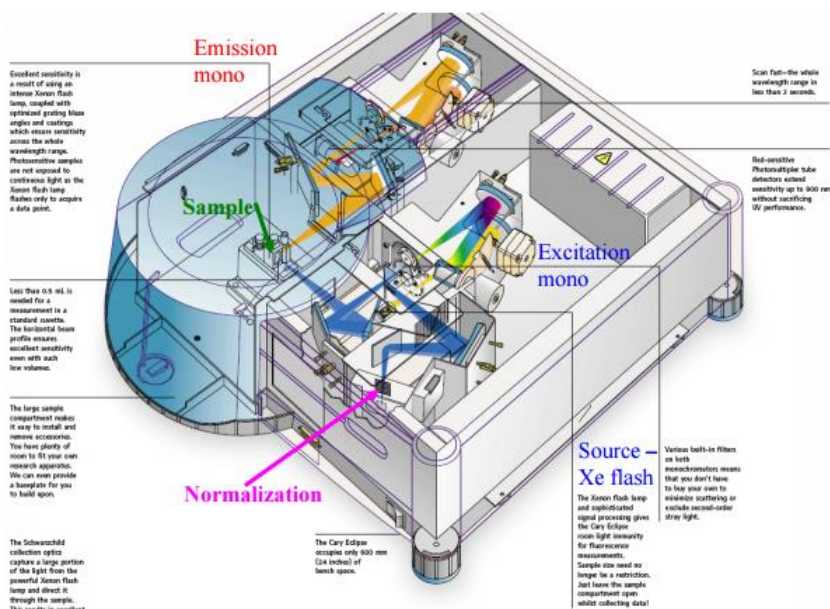 Emission
mono
Excellent sensitivity is
a result of using an
intense Xenon flash
lamp, coupled with
optimized grating blaze
angles and coatings
which ensure sensitivity
across the whole
wavelength range.
Photosensitive samples
are not exposed to
continuous light as the
Xenon flash lamp
flashes only to acquire
a data point.
Scan fast—the whole
wavelength range in
less than 3 seconds.
Red-sensitive
Photomultiplier tube
detectors extend
sensitivity up to 900 nm
without sacrificing
UV performance.
Sample
Excitation
mono
Less than 0.5 mL is
needed for a
measurement in a
standard cuvette.
The horizontal beam
profile ensures
excellent sensitivity
even with such
low volumes.
The large sample
compartment makes
it easy to install and
remove accessories.
You have plenty of
room to fit your own
research apparatus.
We can even provide
a baseplate for you
to build upon.
Normalization
Source –
Xe flash
Various built-in filters
on both
monochromators means
that you don't have
to buy your own to
minimize scattering or
exclude second-order
stray light.
The Xenon flash lamp
and sophisticated
signal processing gives
the Cary Eclipse
room light immunity
for fluorescence
measurements.
Sample size need no
longer be a restriction.
Just leave the sample
compartment open
whilst collecting data!
The Cary Eclipse
occupies only 600 mm
(24 inches) of
bench space.
The Schwarzchild
collection optics
capture a large portion
of the light from the
powerful Xenon flash
lamp and direct it
through the sample.
This results in excellent